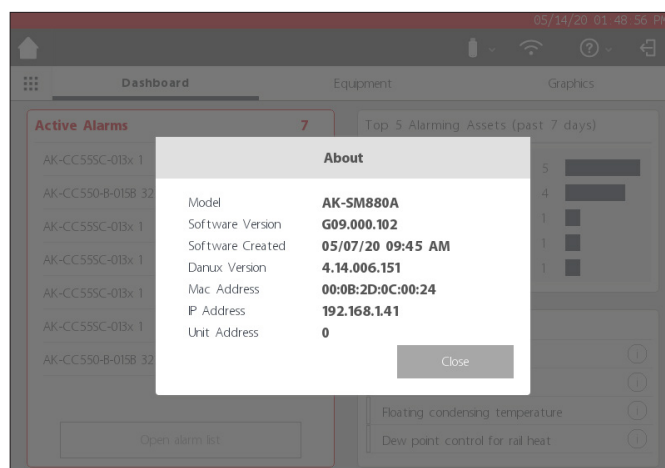 05/14/20 01 48 56 PM
Dashboard
Equipment
Graphics
Active Alarms 7
AK-CC55SC-013x 1
AK-CC550-B-015B 32
AK-CC55SC-013x 1
AK-CC55SC-013x 1
AK-CC55SC-013x 1
AK-CC55SC-013x 1
AK-CC550-B-015B 32
Open alarm list
Top 5 Alarming Assets (past 7 days)
5
4
1
1
1
Floating condensing temperature
Dew point control for rail heat
About
Model AK-SM880A
Software Version G09.000.102
Software Created 05/07/20 09:45 AM
Danux Version 4.14.006.151
Mac Address 00:0B:2D:0C:00:24
IP Address 192.168.1.41
Unit Address 0
Close